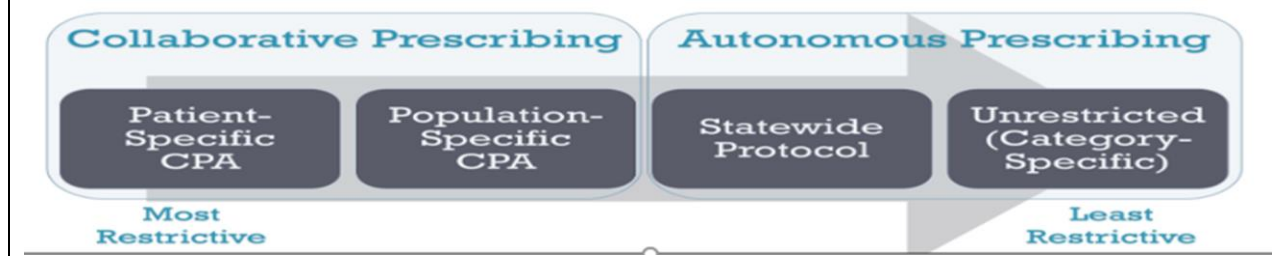 Collaborative Prescribing
Autonomous Prescribing
Patient-
Specific
CPA
Population-
Specific
CPA
Statewide
Protocol
Unrestricted
(Category-
Specific)
Most
Restrictive
Least
Restrictive